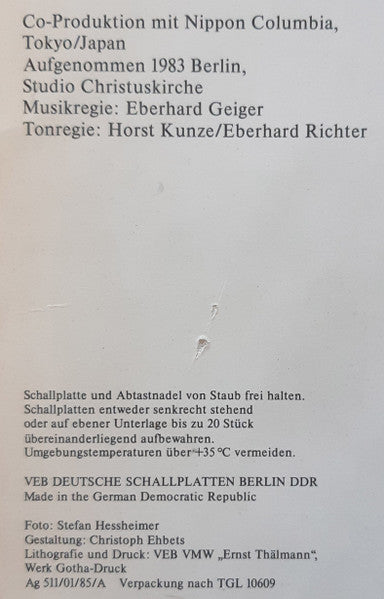 Co-Produktion mit Nippon Columbia,
Tokyo/Japan
Aufgenommen 1983 Berlin,
Studio Christuskirche
Musikregie: Eberhard Geiger
Tonregie: Horst Kunze/Eberhard Richter
Schallplatte und Abtastnadel von Staub frei halten.
Schallplatten entweder senkrecht stehend
oder auf ebener Unterlage bis zu 20 Stück
übereinanderliegend aufbewahren.
Umgebungstemperaturen über +35 °C vermeiden.
VEB DEUTSCHE SCHALLPLATTEN BERLIN DDR
Made in the German Democratic Republic
Foto: Stefan Hessheimer
Gestaltung: Christoph Ehbets
Lithografie und Druck: VEB VMW „Ernst Thälmann“,
Werk Gotha-Druck
Ag 511/01/85/A Verpackung nach TGL 10609